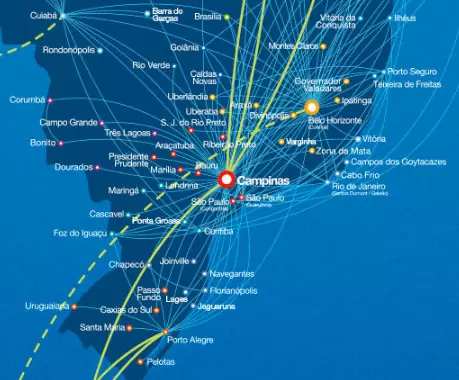 Cuiabá
Barra do
Garças
Brasília
Vitória da
Conquista
Ilhéus
Rondonópolis
Goiânia
Montes Claros
Rio Verde
Caldas
Novas
Porto Seguro
Governador
Valadares
Teixeira de Freitas
Corumbá
Uberlândia
Araxá
Ipatinga
Uberaba
Divinópolis
Belo Horizonte
(Confins)
Campo Grande
S. J. do Rio Preto
Três Lagoas
Ribeirão Preto
Vitória
Bonito
Araçatuba
Varginha
Zona da Mata
Presidente
Prudente
Bauru
Campos dos Goytacazes
Dourados
Marília
Cabo Frio
Londrina
Campinas
Rio de Janeiro
(Santos Dumont - Galeão)
Maringá
São Paulo
(Congonhas)
São Paulo
(Guarulhos)
Cascavel
Ponta Grossa
Foz do Iguaçu
Curitiba
Chapecó
Joinville
Navegantes
Passo
Fundo
Lages
Florianópolis
Uruguaiana
Caxias do Sul
Jaguaruna
Santa Maria
Porto Alegre
Pelotas